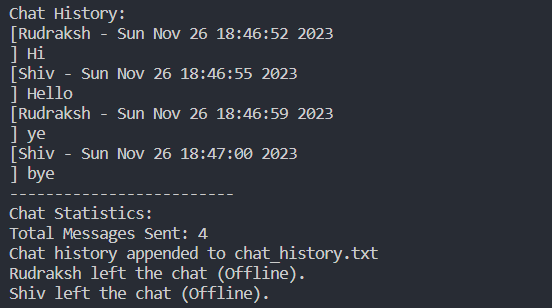 Chat History:
[Rudraksh - Sun Nov 26 18:46:52 2023
] Hi
[Shiv - Sun Nov 26 18:46:55 2023
] Hello
[Rudraksh - Sun Nov 26 18:46:59 2023
] ye
[Shiv - Sun Nov 26 18:47:00 2023
] bye
-------------------------
Chat Statistics:
Total Messages Sent: 4
Chat history appended to chat_history.txt
Rudraksh left the chat (Offline).
Shiv left the chat (Offline).